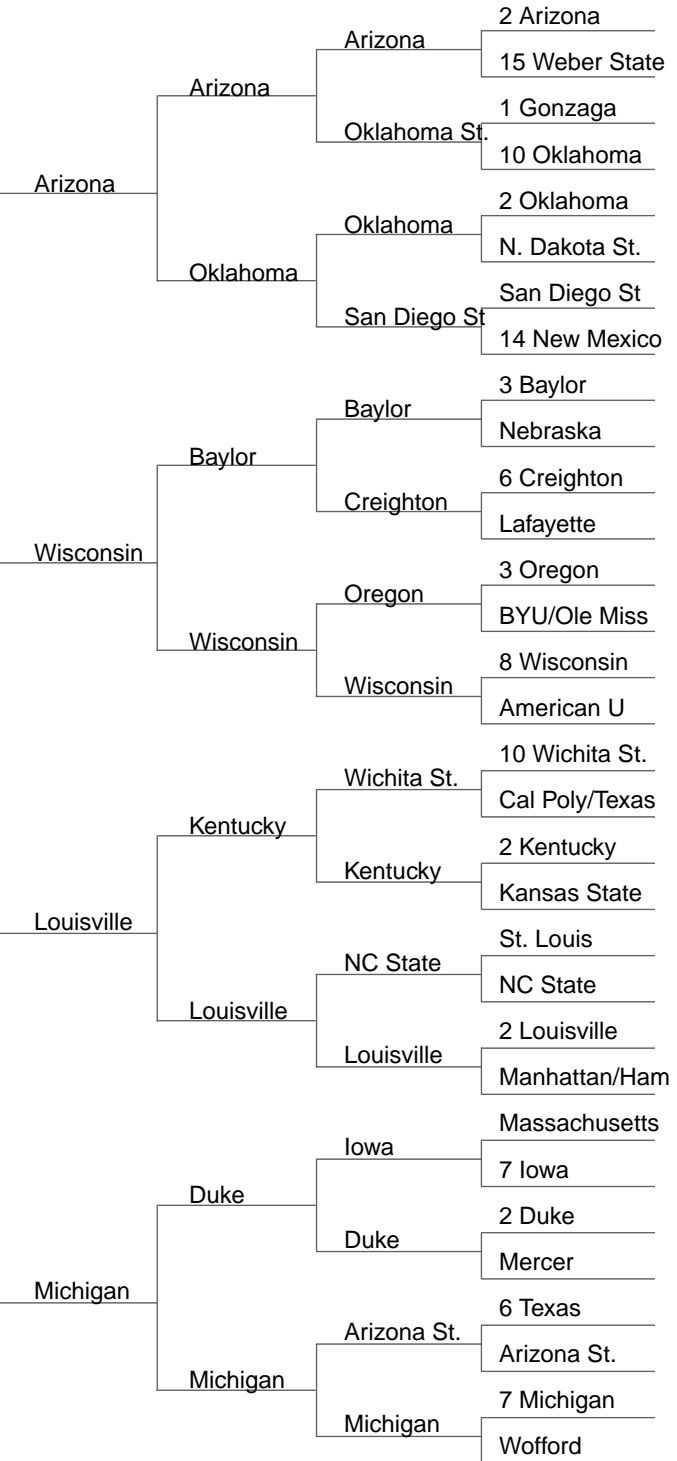 2 Arizona
Arizona
15 Weber State
Arizona
1 Gonzaga
Oklahoma St.
10 Oklahoma
Arizona
2 Oklahoma
Oklahoma
N. Dakota St.
Oklahoma
San Diego St
San Diego St
14 New Mexico
3 Baylor
Baylor
Nebraska
Baylor
6 Creighton
Creighton
Lafayette
Wisconsin
3 Oregon
Oregon
BYU/Ole Miss
Wisconsin
8 Wisconsin
Wisconsin
American U
10 Wichita St.
Wichita St.
Cal Poly/Texas
Kentucky
2 Kentucky
Kentucky
Kansas State
Louisville
St. Louis
NC State
NC State
Louisville
2 Louisville
Louisville
Manhattan/Ham
Massachusetts
Iowa
7 Iowa
Duke
2 Duke
Duke
Mercer
Michigan
6 Texas
Arizona St.
Arizona St.
Michigan
7 Michigan
Michigan
Wofford